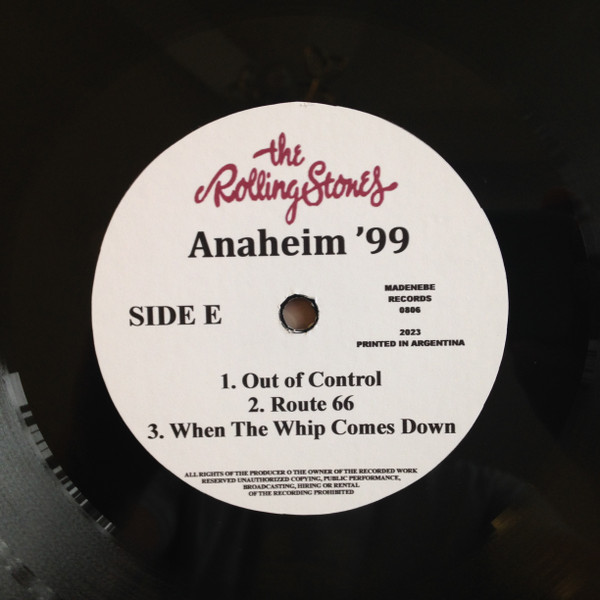 the
Rolling Stones
Anaheim ’99
SIDE E
MADENEBE
RECORDS
0806
2023
PRINTED IN ARGENTINA
1. Out of Control
2. Route 66
3. When The Whip Comes Down
ALL RIGHTS OF THE PRODUCER O THE OWNER OF THE RECORDED WORK
RESERVED UNAUTHORIZED COPYING, PUBLIC PERFORMANCE,
BROADCASTING, HIRING OR RENTAL
OF THE RECORDING PROHIBITED